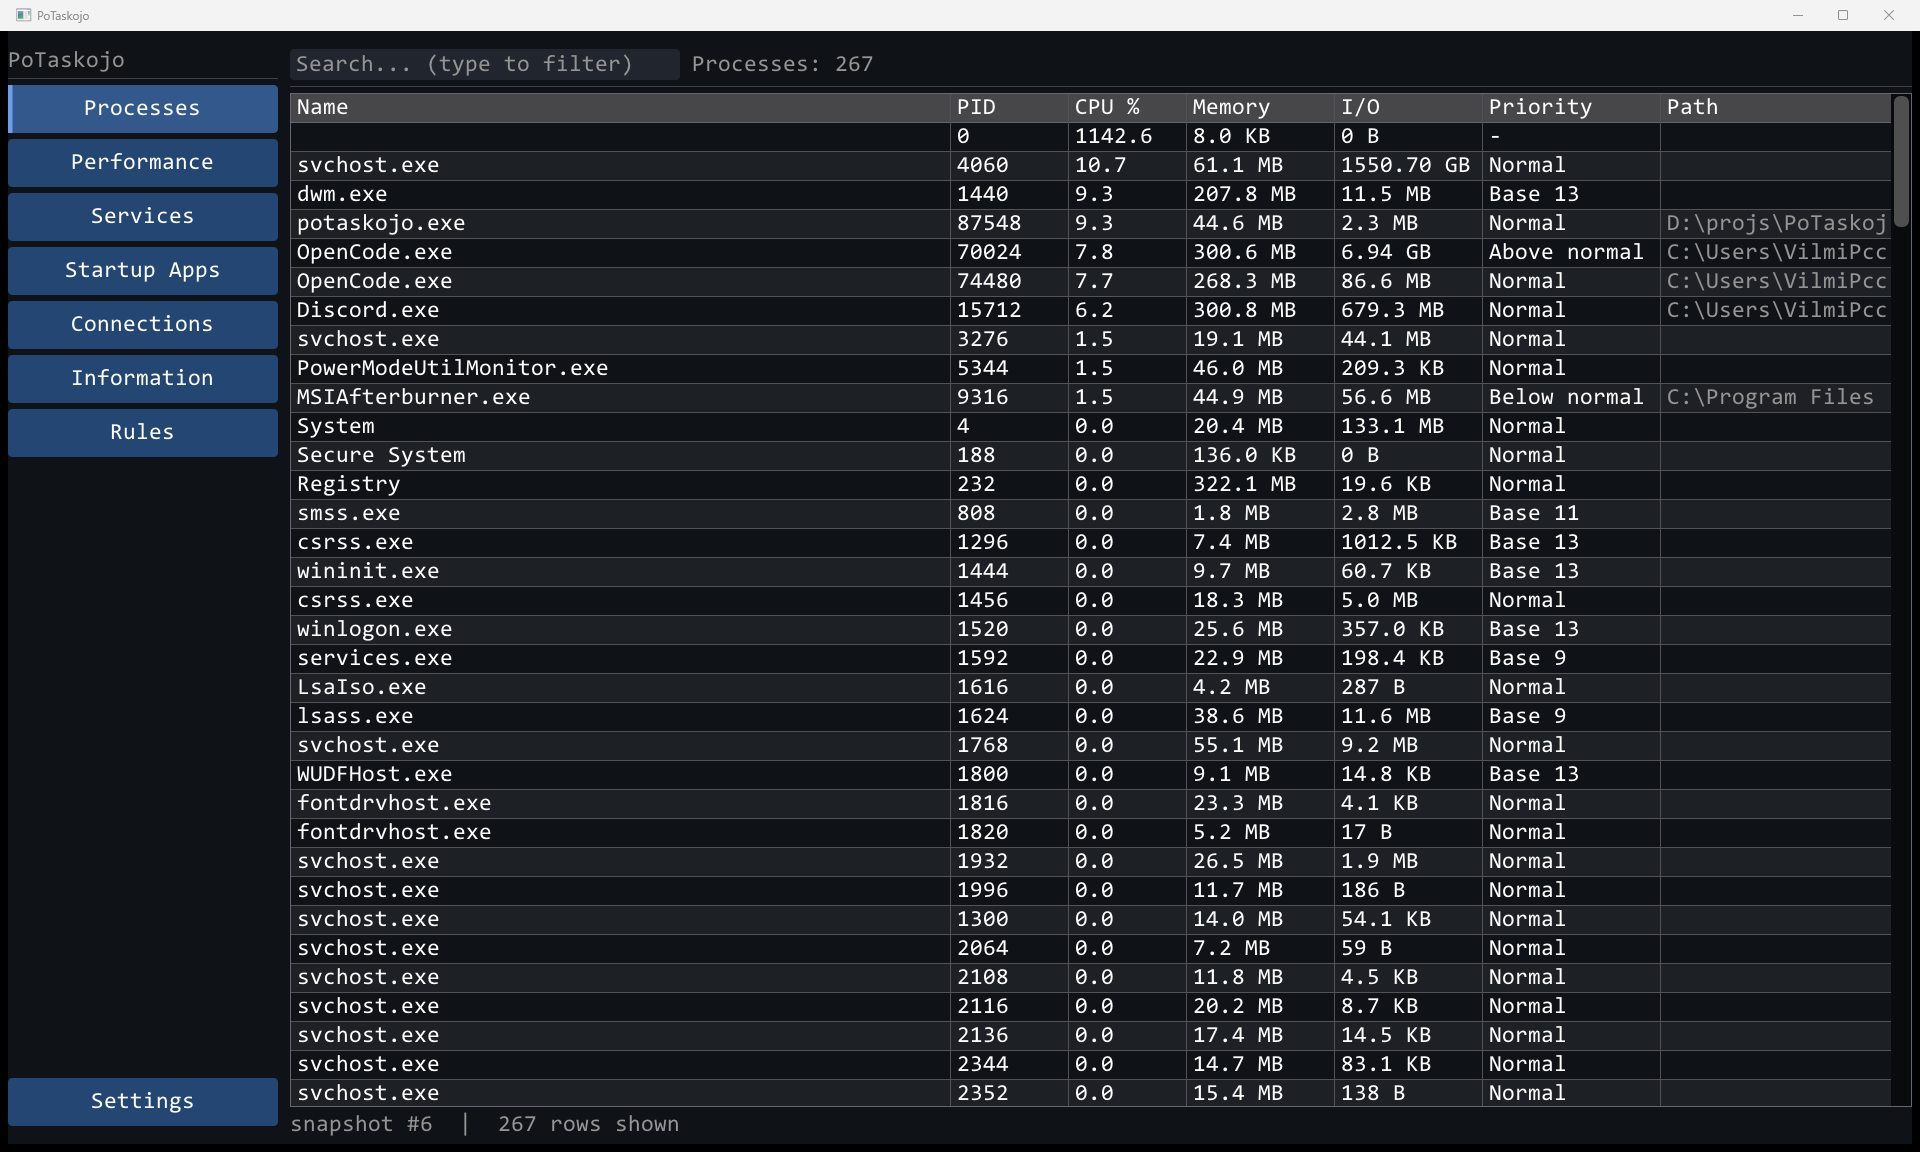 PoTaskojo
PoTaskojo
Processes
Performance
Services
Startup Apps
Connections
Information
Rules
Settings
Search... (type to filter) Processes: 267
Name PID CPU % Memory I/O Priority Path
0 1142.6 8.0 KB 0 B -
svchost.exe 4060 10.7 61.1 MB 1550.70 GB Normal
dwm.exe 1440 9.3 207.8 MB 11.5 MB Base 13
potaskojo.exe 87548 9.3 44.6 MB 2.3 MB Normal D:\projs\PoTaskoj
OpenCode.exe 70024 7.8 300.6 MB 6.94 GB Above normal C:\Users\VilmiPcc
OpenCode.exe 74480 7.7 268.3 MB 86.6 MB Normal C:\Users\VilmiPcc
Discord.exe 15712 6.2 300.8 MB 679.3 MB Normal C:\Users\VilmiPcc
svchost.exe 3276 1.5 19.1 MB 44.1 MB Normal
PowerModeUtilMonitor.exe 5344 1.5 46.0 MB 209.3 KB Normal
MSIAfterburner.exe 9316 1.5 44.9 MB 56.6 MB Below normal C:\Program Files
System 4 0.0 20.4 MB 133.1 MB Normal
Secure System 188 0.0 136.0 KB 0 B Normal
Registry 232 0.0 322.1 MB 19.6 KB Normal
smss.exe 808 0.0 1.8 MB 2.8 MB Base 11
csrss.exe 1296 0.0 7.4 MB 1012.5 KB Base 13
wininit.exe 1444 0.0 9.7 MB 60.7 KB Base 13
csrss.exe 1456 0.0 18.3 MB 5.0 MB Normal
winlogon.exe 1520 0.0 25.6 MB 357.0 KB Base 13
services.exe 1592 0.0 22.9 MB 198.4 KB Base 9
LsaIso.exe 1616 0.0 4.2 MB 287 B Normal
lsass.exe 1624 0.0 38.6 MB 11.6 MB Base 9
svchost.exe 1768 0.0 55.1 MB 9.2 MB Normal
WUDFHost.exe 1800 0.0 9.1 MB 14.8 KB Base 13
fontdrvhost.exe 1816 0.0 23.3 MB 4.1 KB Normal
fontdrvhost.exe 1820 0.0 5.2 MB 17 B Normal
svchost.exe 1932 0.0 26.5 MB 1.9 MB Normal
svchost.exe 1996 0.0 11.7 MB 186 B Normal
svchost.exe 1300 0.0 14.0 MB 54.1 KB Normal
svchost.exe 2064 0.0 7.2 MB 59 B Normal
svchost.exe 2108 0.0 11.8 MB 4.5 KB Normal
svchost.exe 2116 0.0 20.2 MB 8.7 KB Normal
svchost.exe 2136 0.0 17.4 MB 14.5 KB Normal
svchost.exe 2344 0.0 14.7 MB 83.1 KB Normal
svchost.exe 2352 0.0 15.4 MB 138 B Normal
snapshot #6 | 267 rows shown